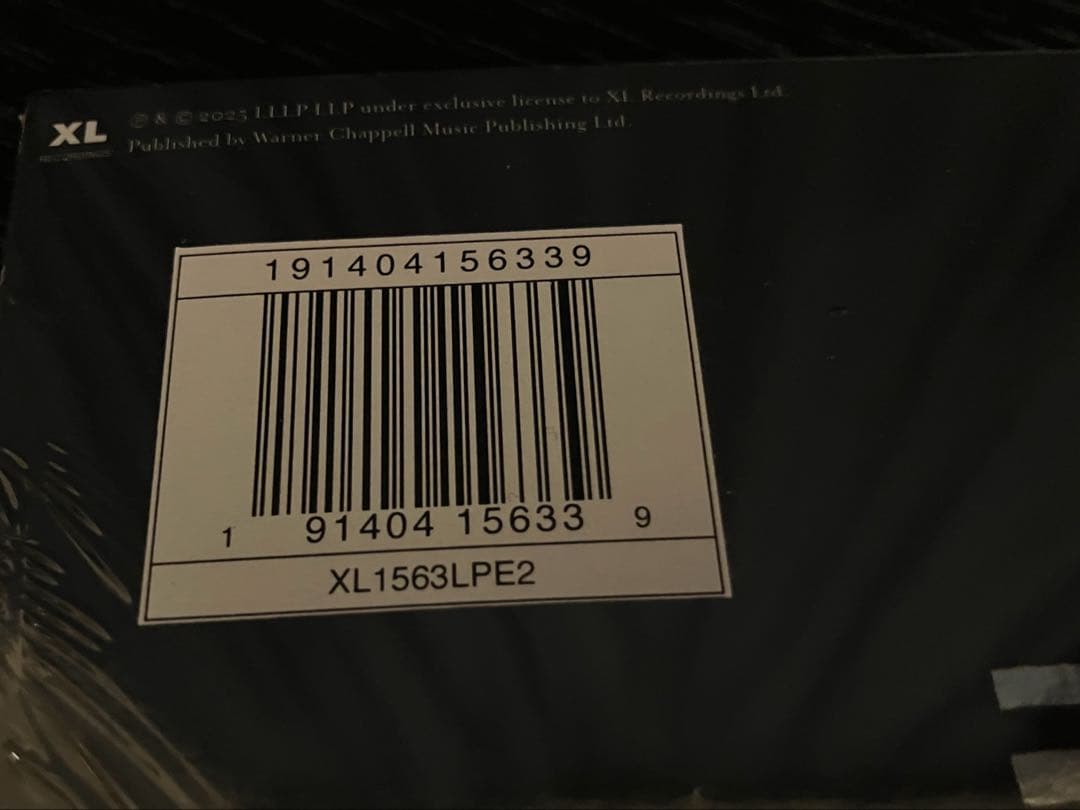 XL
RECORDINGS
℗ & © 2025 LLLP LLP under exclusive license to XL Recordings Ltd.
Published by Warner Chappell Music Publishing Ltd.
191404156339
1 91404 15633 9
XL1563LPE2